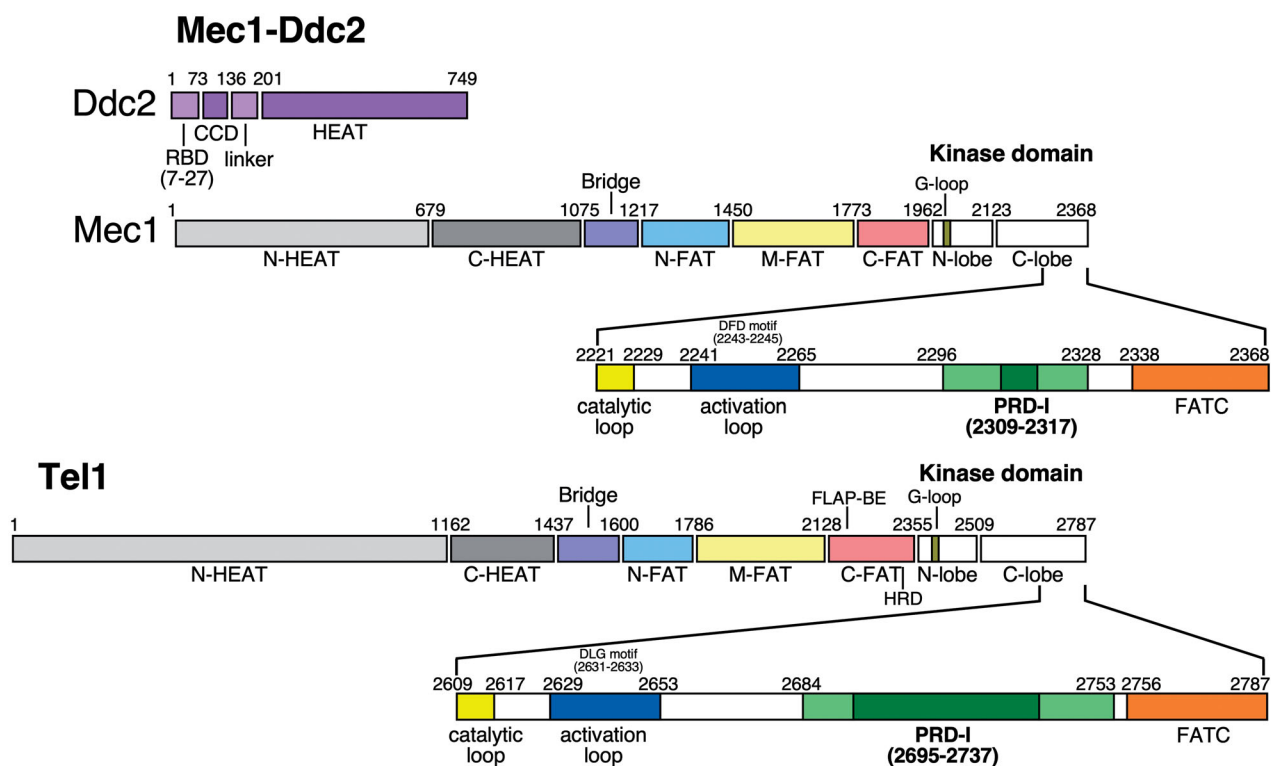 Mec1-Ddc2
1 73 136 201 749
Ddc2
CCD HEAT
RBD linker
(7-27)
Kinase domain
Bridge G-loop
1 679 1075 1217 1450 1773 1962 2123 2368
Mec1
N-HEAT C-HEAT N-FAT M-FAT C-FAT N-lobe C-lobe
DFD motif
(2243-2245)
2221 2229 2241 2265 2296 2328 2338 2368
catalytic activation PRD-I FATC
loop loop (2309-2317)
Tel1
Kinase domain
Bridge FLAP-BE G-loop
1 1162 1437 1600 1786 2128 2355 2509 2787
N-HEAT C-HEAT N-FAT M-FAT C-FAT N-lobe C-lobe
HRD
DLG motif
(2631-2633)
2609 2617 2629 2653 2684 2753 2756 2787
catalytic activation PRD-I FATC
loop loop (2695-2737)